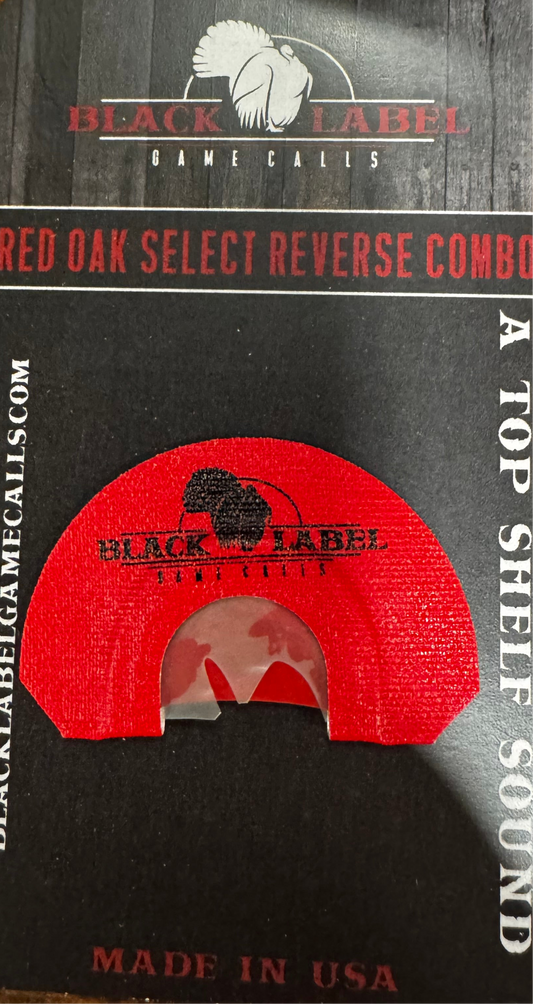 BLACK LABEL
GAME CALLS
RED OAK SELECT REVERSE COMBO
BLACKLABELGAMECALLS.COM
A TOP SHELF SOUND
BLACK LABEL
GAME CALLS
MADE IN USA